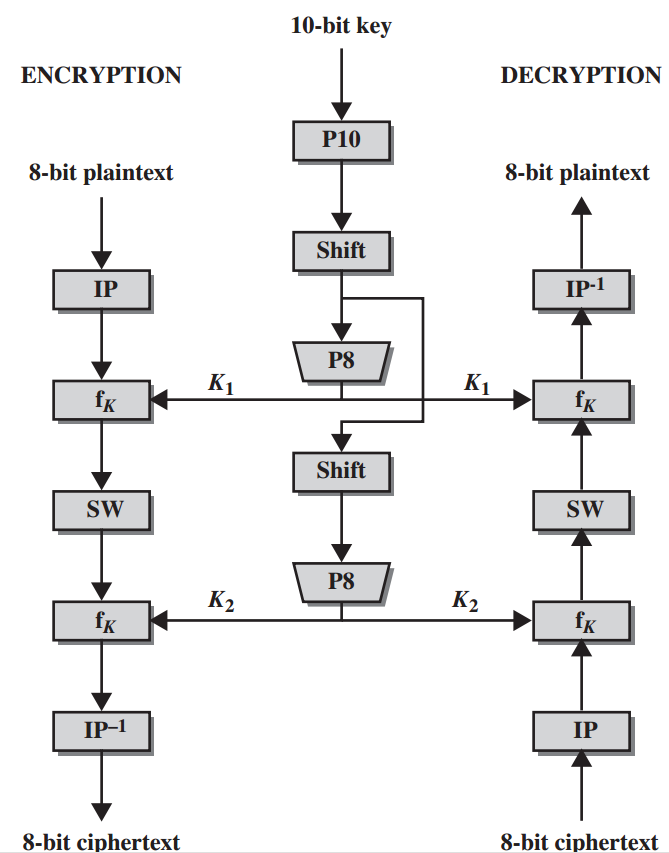 10-bit key
ENCRYPTION
DECRYPTION
P10
8-bit plaintext
8-bit plaintext
Shift
IP
IP-1
P8
K1
K1
fK
fK
Shift
SW
SW
P8
K2
K2
fK
fK
IP–1
IP
8-bit ciphertext
8-bit ciphertext